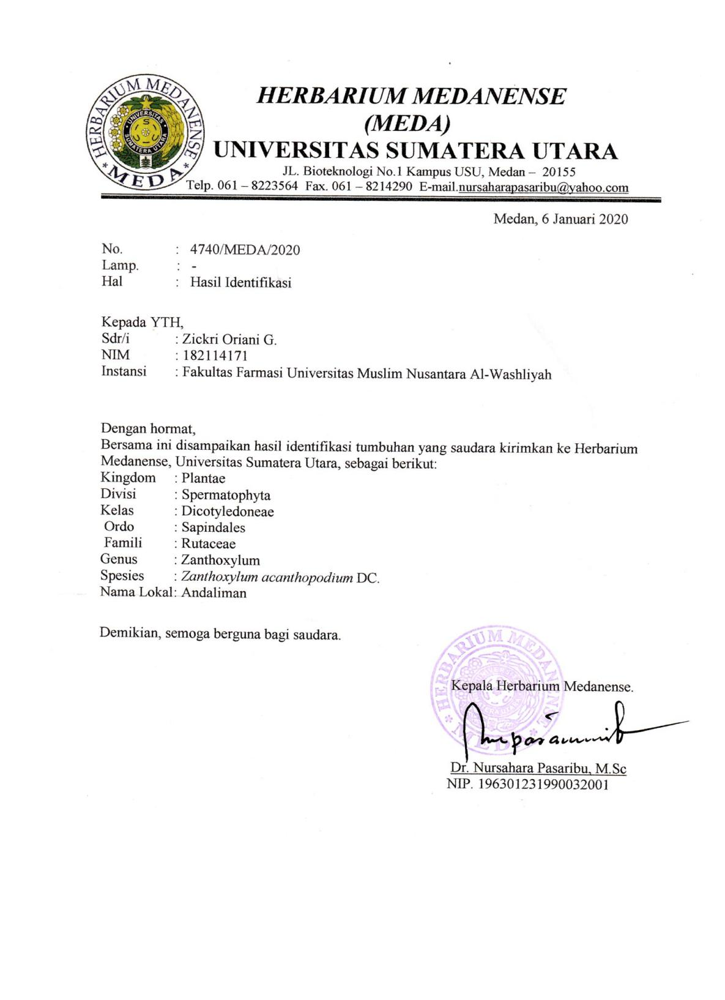 HERBARIUM MEDANENSE
* MEDA *
UNIVERSITAS
SUMATERA UTARA
HERBARIUM MEDANENSE
(MEDA)
UNIVERSITAS SUMATERA UTARA
JL. Bioteknologi No.1 Kampus USU, Medan – 20155
Telp. 061 – 8223564 Fax. 061 – 8214290 E-mail.nursaharapasaribu@yahoo.com
Medan, 6 Januari 2020
No. : 4740/MEDA/2020
Lamp. : -
Hal : Hasil Identifikasi
Kepada YTH,
Sdr/i : Zickri Oriani G.
NIM : 182114171
Instansi : Fakultas Farmasi Universitas Muslim Nusantara Al-Washliyah
Dengan hormat,
Bersama ini disampaikan hasil identifikasi tumbuhan yang saudara kirimkan ke Herbarium
Medanense, Universitas Sumatera Utara, sebagai berikut:
Kingdom : Plantae
Divisi : Spermatophyta
Kelas : Dicotyledoneae
Ordo : Sapindales
Famili : Rutaceae
Genus : Zanthoxylum
Spesies : Zanthoxylum acanthopodium DC.
Nama Lokal: Andaliman
Demikian, semoga berguna bagi saudara.
HERBARIUM MEDANENSE
* MEDA *
Kepala Herbarium Medanense.
Dr. Nursahara Pasaribu, M.Sc
NIP. 196301231990032001